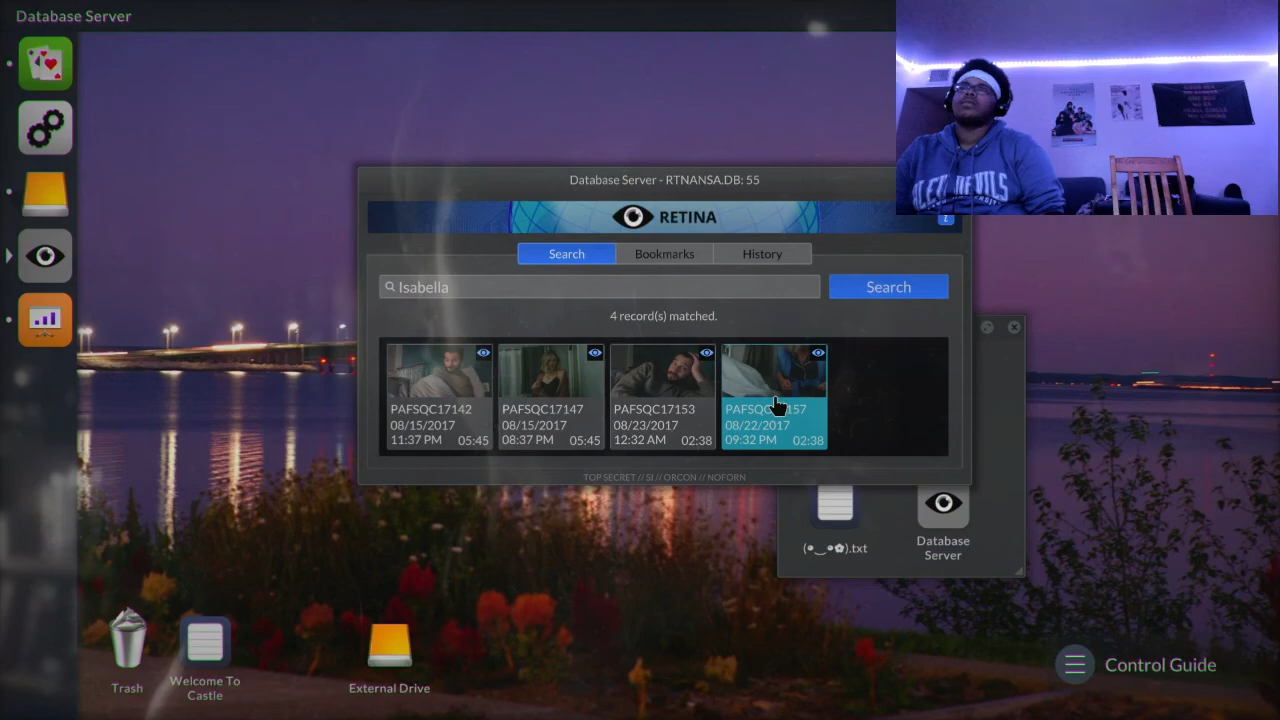 Database Server
Database Server - RTNANSA.DB: 55
RETINA
Search
Bookmarks
History
Isabella
Search
4 record(s) matched.
PAFSQC17142
08/15/2017
11:37 PM 05:45
PAFSQC17147
08/15/2017
08:37 PM 05:45
PAFSQC17153
08/23/2017
12:32 AM 02:38
08/22/2017
09:32 PM 02:38
TOP SECRET // SI // ORCON // NOFORN
(•‿•✿).txt
Database
Server
Trash
Welcome To
Castle
External Drive
Control Guide